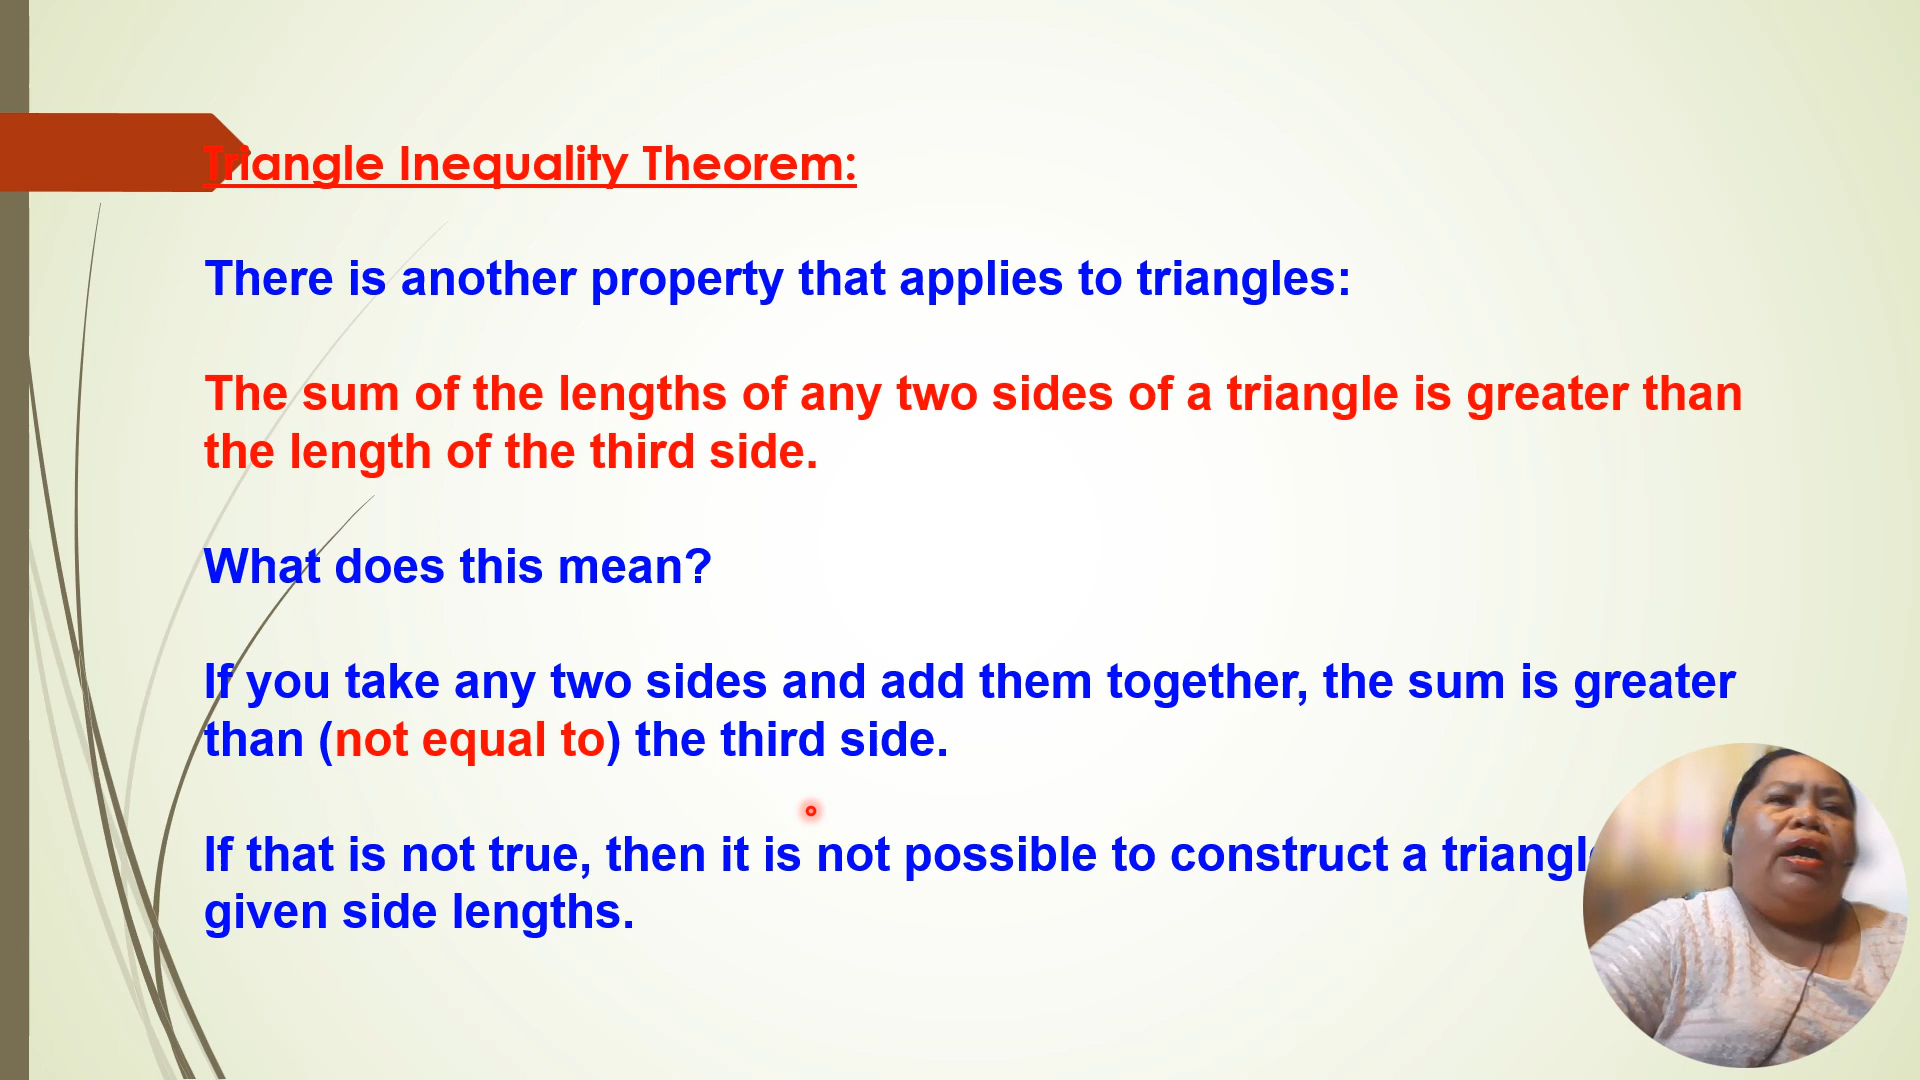 Triangle Inequality Theorem:
There is another property that applies to triangles:
The sum of the lengths of any two sides of a triangle is greater than
the length of the third side.
What does this mean?
If you take any two sides and add them together, the sum is greater
than (not equal to) the third side.
If that is not true, then it is not possible to construct a
given side lengths.